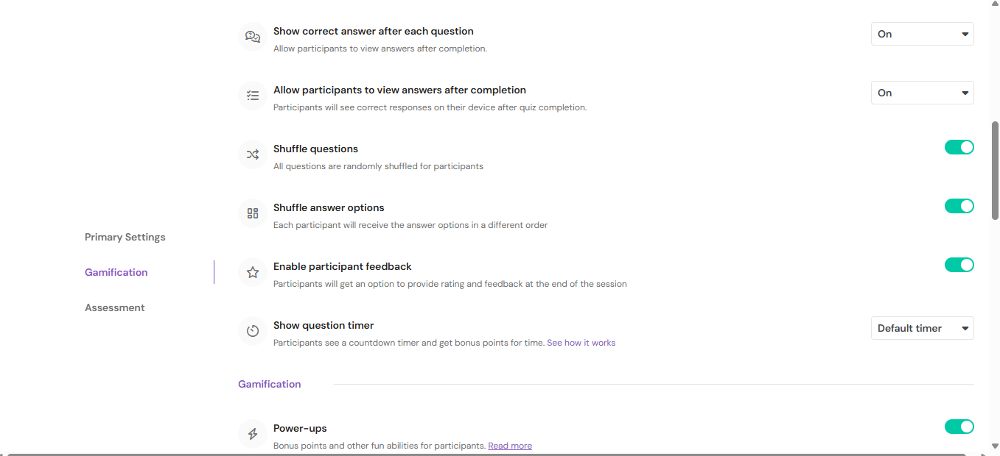 Show correct answer after each question
On
Allow participants to view answers after completion.
Allow participants to view answers after completion
On
Participants will see correct responses on their device after quiz completion.
Shuffle questions
All questions are randomly shuffled for participants
Shuffle answer options
Each participant will receive the answer options in a different order
Primary Settings
Gamification
Assessment
Enable participant feedback
Participants will get an option to provide rating and feedback at the end of the session
Show question timer
Default timer
Participants see a countdown timer and get bonus points for time. See how it works
Gamification
Power-ups
Bonus points and other fun abilities for participants. Read more